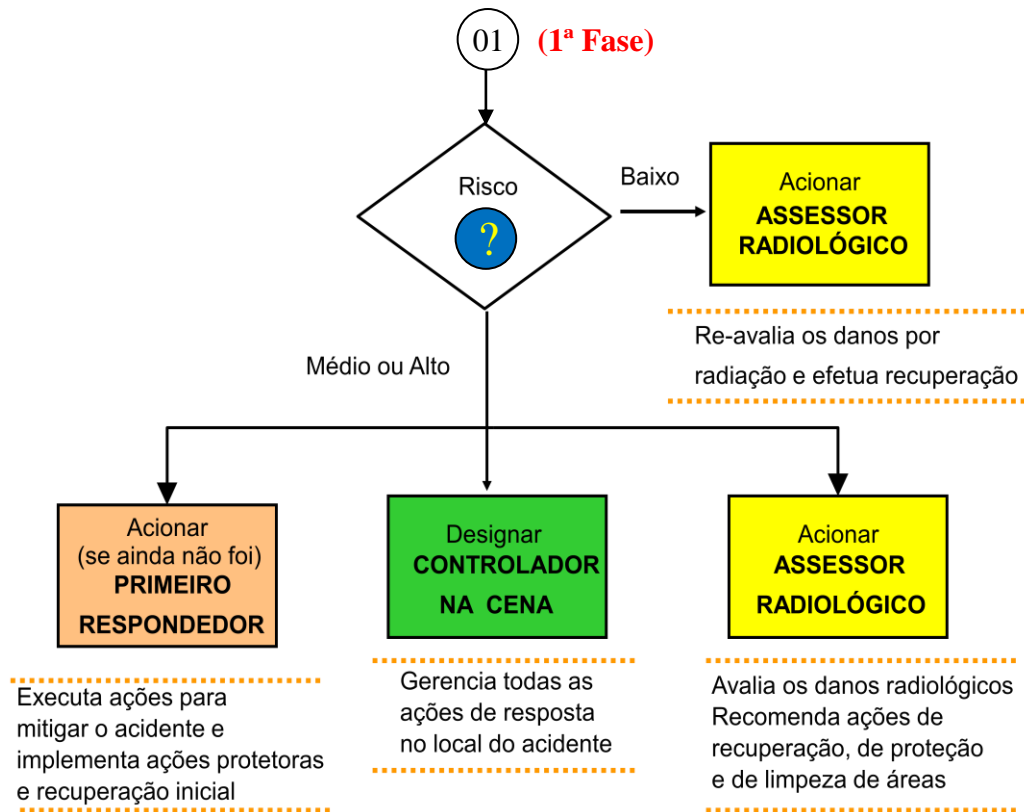 01 (1ª Fase)
Risco
?
Baixo
Acionar
ASSESSOR
RADIOLÓGICO
Re-avalia os danos por
radiação e efetua recuperação
Médio ou Alto
Acionar
(se ainda não foi)
PRIMEIRO
RESPONDEDOR
Executa ações para
mitigar o acidente e
implementa ações protetoras
e recuperação inicial
Designar
CONTROLADOR
NA CENA
Gerencia todas as
ações de resposta
no local do acidente
Acionar
ASSESSOR
RADIOLÓGICO
Avalia os danos radiológicos
Recomenda ações de
recuperação, de proteção
e de limpeza de áreas